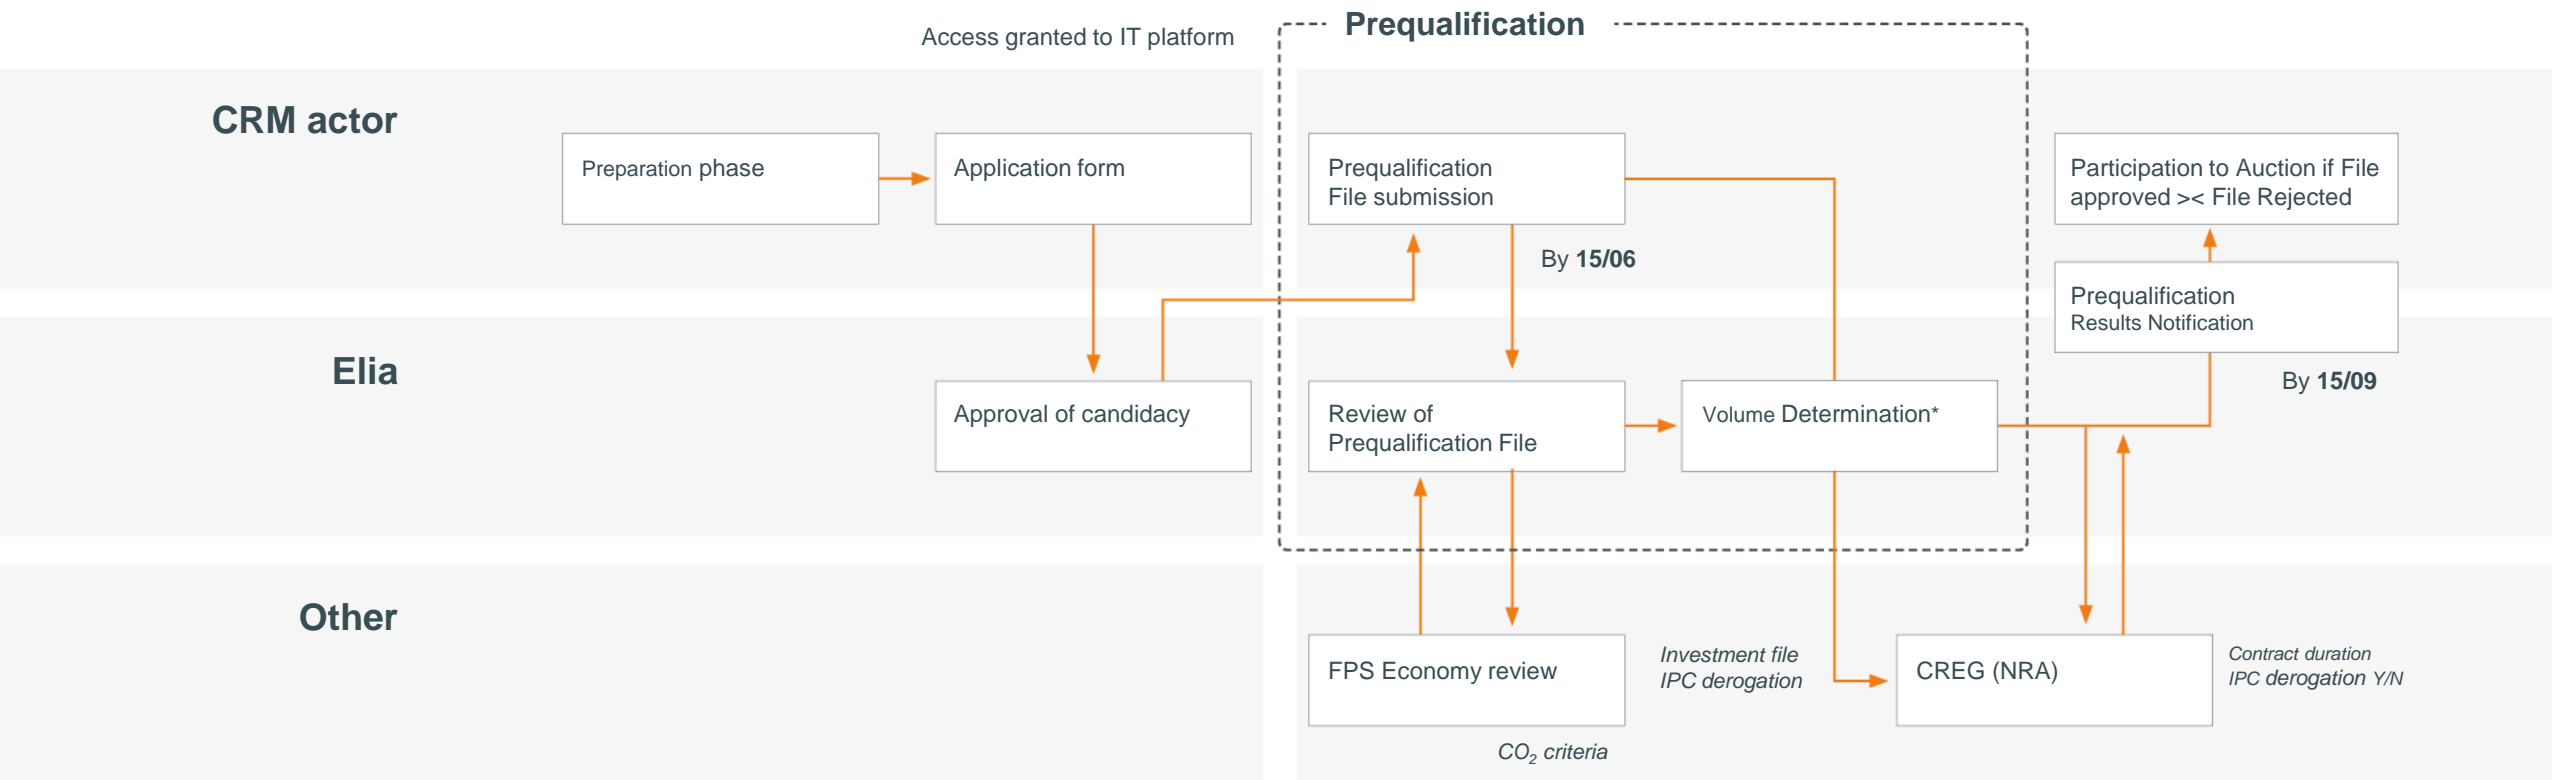 Prequalification
Access granted to IT platform
CRM actor
Preparation phase
Application form
Prequalification
File submission
Participation to Auction if File
approved >< File Rejected
By 15/06
Prequalification
Results Notification
Elia
By 15/09
Approval of candidacy
Review of
Prequalification File
Volume Determination*
Other
FPS Economy review
Investment file
IPC derogation
CREG (NRA)
Contract duration
IPC derogation Y/N
CO2 criteria